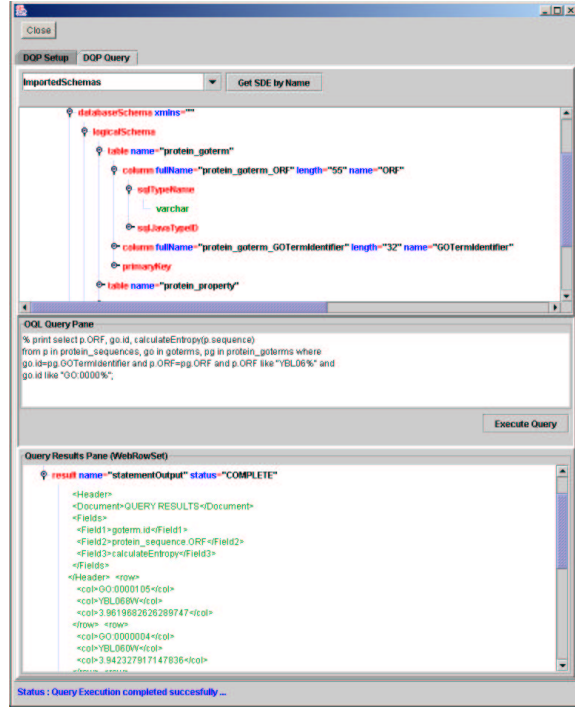 Close
DQP Setup DQP Query
ImportedSchemas Get SDE by Name
databaseSchema xmlns=""
logicalSchema
table name="protein_goterm"
column fullName="protein_goterm_ORF" length="55" name="ORF"
sqlTypeName
varchar
sqlJavaTypeID
column fullName="protein_goterm_GOTermIdentifier" length="32" name="GOTermIdentifier"
primaryKey
table name="protein_property"
OQL Query Pane
% print select p.ORF, go.id, calculateEntropy(p.sequence)
from p in protein_sequences, go in goterms, pg in protein_goterms where
go.id=pg.GOTermIdentifier and p.ORF=pg.ORF and p.ORF like "YBL06%" and
go.id like "GO:0000%";
Execute Query
Query Results Pane (WebRowSet)
result name="statementOutput" status="COMPLETE"
<Header>
<Document>QUERY RESULTS</Document>
<Fields>
<Field1>goterm.id</Field1>
<Field2>protein_sequence.ORF</Field2>
<Field3>calculateEntropy</Field3>
</Fields>
</Header> <row>
<col>GO:0000105</col>
<col>YBL068W</col>
<col>3.9619682626289747</col>
</row> <row>
<col>GO:0000004</col>
<col>YBL060W</col>
<col>3.942327917147836</col>
</row> <row>
Status : Query Execution completed succesfully ...